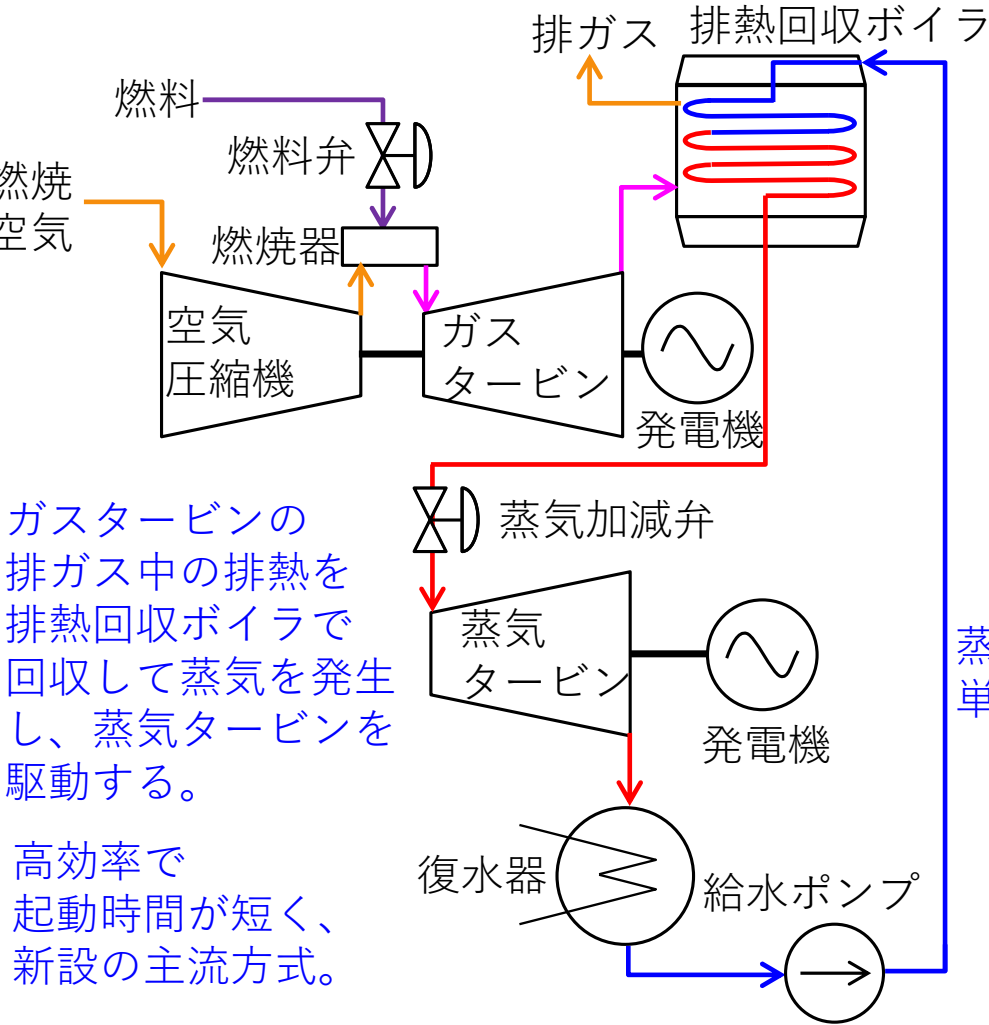 排ガス
排熱回収ボイラ
燃料
燃料弁
燃焼
空気
燃焼器
空気
圧縮機
ガス
タービン
発電機
蒸気加減弁
ガスタービンの
排ガス中の排熱を
排熱回収ボイラで
回収して蒸気を発生
し、蒸気タービンを
駆動する。
蒸気
タービン
発電機
蒸
単
高効率で
起動時間が短く、
新設の主流方式。
復水器
給水ポンプ